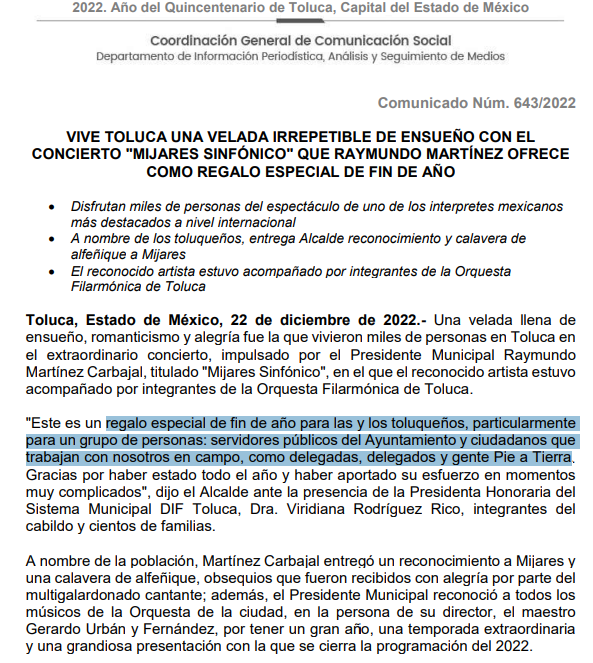 2022. Año del Quincentenario de Toluca, Capital del Estado de México
Coordinación General de Comunicación Social
Departamento de Información Periodística, Análisis y Seguimiento de Medios
Comunicado Núm. 643/2022
VIVE TOLUCA UNA VELADA IRREPETIBLE DE ENSUEÑO CON EL
CONCIERTO "MIJARES SINFÓNICO" QUE RAYMUNDO MARTÍNEZ OFRECE
COMO REGALO ESPECIAL DE FIN DE AÑO
• Disfrutan miles de personas del espectáculo de uno de los interpretes mexicanos
más destacados a nivel internacional
• A nombre de los toluqueños, entrega Alcalde reconocimiento y calavera de
alfeñique a Mijares
• El reconocido artista estuvo acompañado por integrantes de la Orquesta
Filarmónica de Toluca
Toluca, Estado de México, 22 de diciembre de 2022.- Una velada llena de
ensueño, romanticismo y alegría fue la que vivieron miles de personas en Toluca en
el extraordinario concierto, impulsado por el Presidente Municipal Raymundo
Martínez Carbajal, titulado "Mijares Sinfónico", en el que el reconocido artista estuvo
acompañado por integrantes de la Orquesta Filarmónica de Toluca.
"Este es un regalo especial de fin de año para las y los toluqueños, particularmente
para un grupo de personas: servidores públicos del Ayuntamiento y ciudadanos que
trabajan con nosotros en campo, como delegadas, delegados y gente Pie a Tierra.
Gracias por haber estado todo el año y haber aportado su esfuerzo en momentos
muy complicados", dijo el Alcalde ante la presencia de la Presidenta Honoraria del
Sistema Municipal DIF Toluca, Dra. Viridiana Rodríguez Rico, integrantes del
cabildo y cientos de familias.
A nombre de la población, Martínez Carbajal entregó un reconocimiento a Mijares y
una calavera de alfeñique, obsequios que fueron recibidos con alegría por parte del
multigalardonado cantante; además, el Presidente Municipal reconoció a todos los
músicos de la Orquesta de la ciudad, en la persona de su director, el maestro
Gerardo Urbán y Fernández, por tener un gran año, una temporada extraordinaria
y una grandiosa presentación con la que se cierra la programación del 2022.